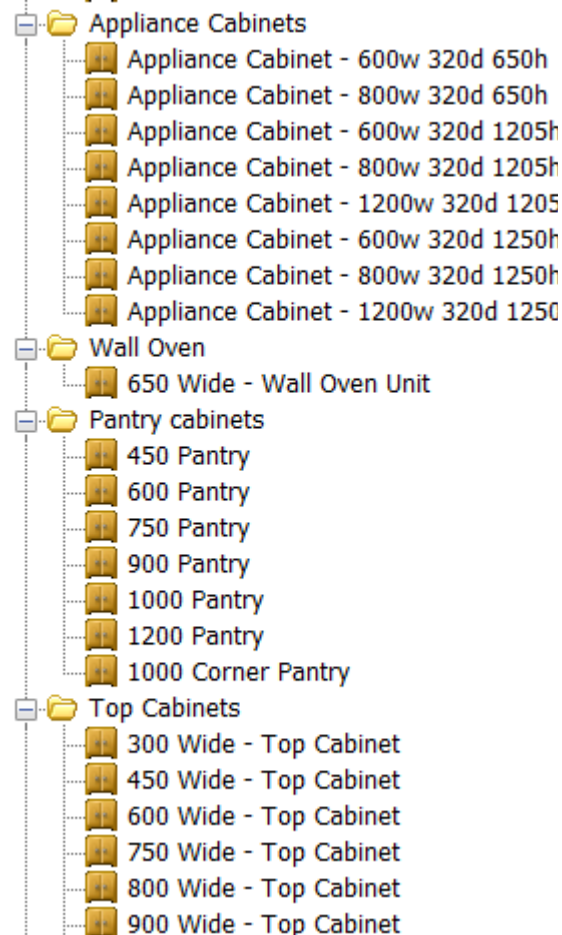 Appliance Cabinets
Appliance Cabinet - 600w 320d 650h
Appliance Cabinet - 800w 320d 650h
Appliance Cabinet - 600w 320d 1205h
Appliance Cabinet - 800w 320d 1205h
Appliance Cabinet - 1200w 320d 1205
Appliance Cabinet - 600w 320d 1250h
Appliance Cabinet - 800w 320d 1250h
Appliance Cabinet - 1200w 320d 1250
Wall Oven
650 Wide - Wall Oven Unit
Pantry cabinets
450 Pantry
600 Pantry
750 Pantry
900 Pantry
1000 Pantry
1200 Pantry
1000 Corner Pantry
Top Cabinets
300 Wide - Top Cabinet
450 Wide - Top Cabinet
600 Wide - Top Cabinet
750 Wide - Top Cabinet
800 Wide - Top Cabinet
900 Wide - Top Cabinet